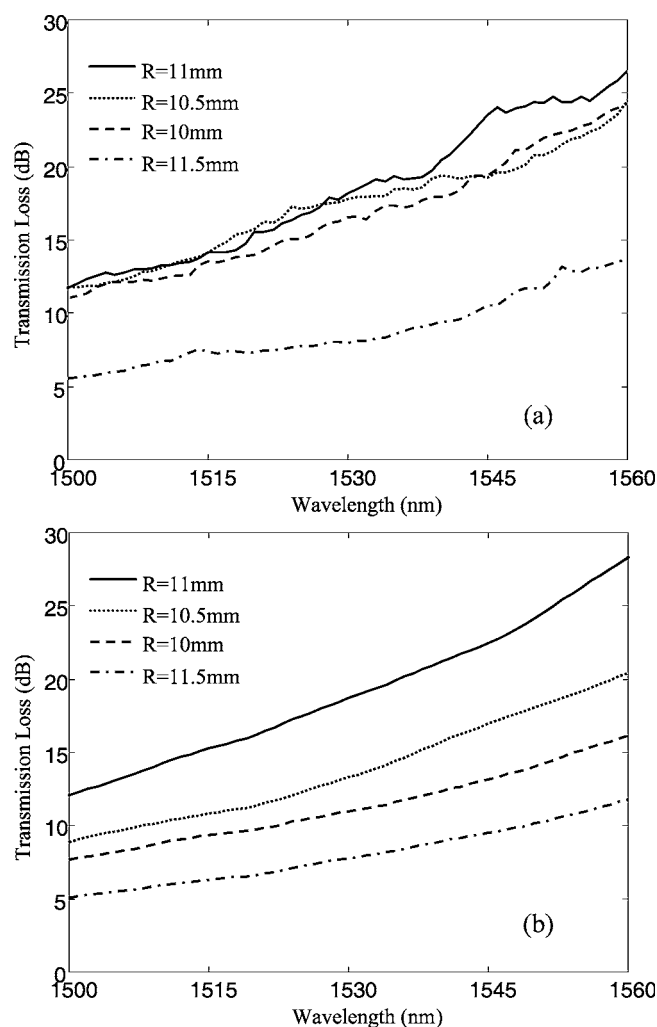 30
25
20
15
10
5
0
Transmission Loss (dB)
R=11mm
R=10.5mm
R=10mm
R=11.5mm
(a)
1500 1515 1530 1545 1560
Wavelength (nm)
30
25
20
15
10
5
0
Transmission Loss (dB)
R=11mm
R=10.5mm
R=10mm
R=11.5mm
(b)
1500 1515 1530 1545 1560
Wavelength (nm)